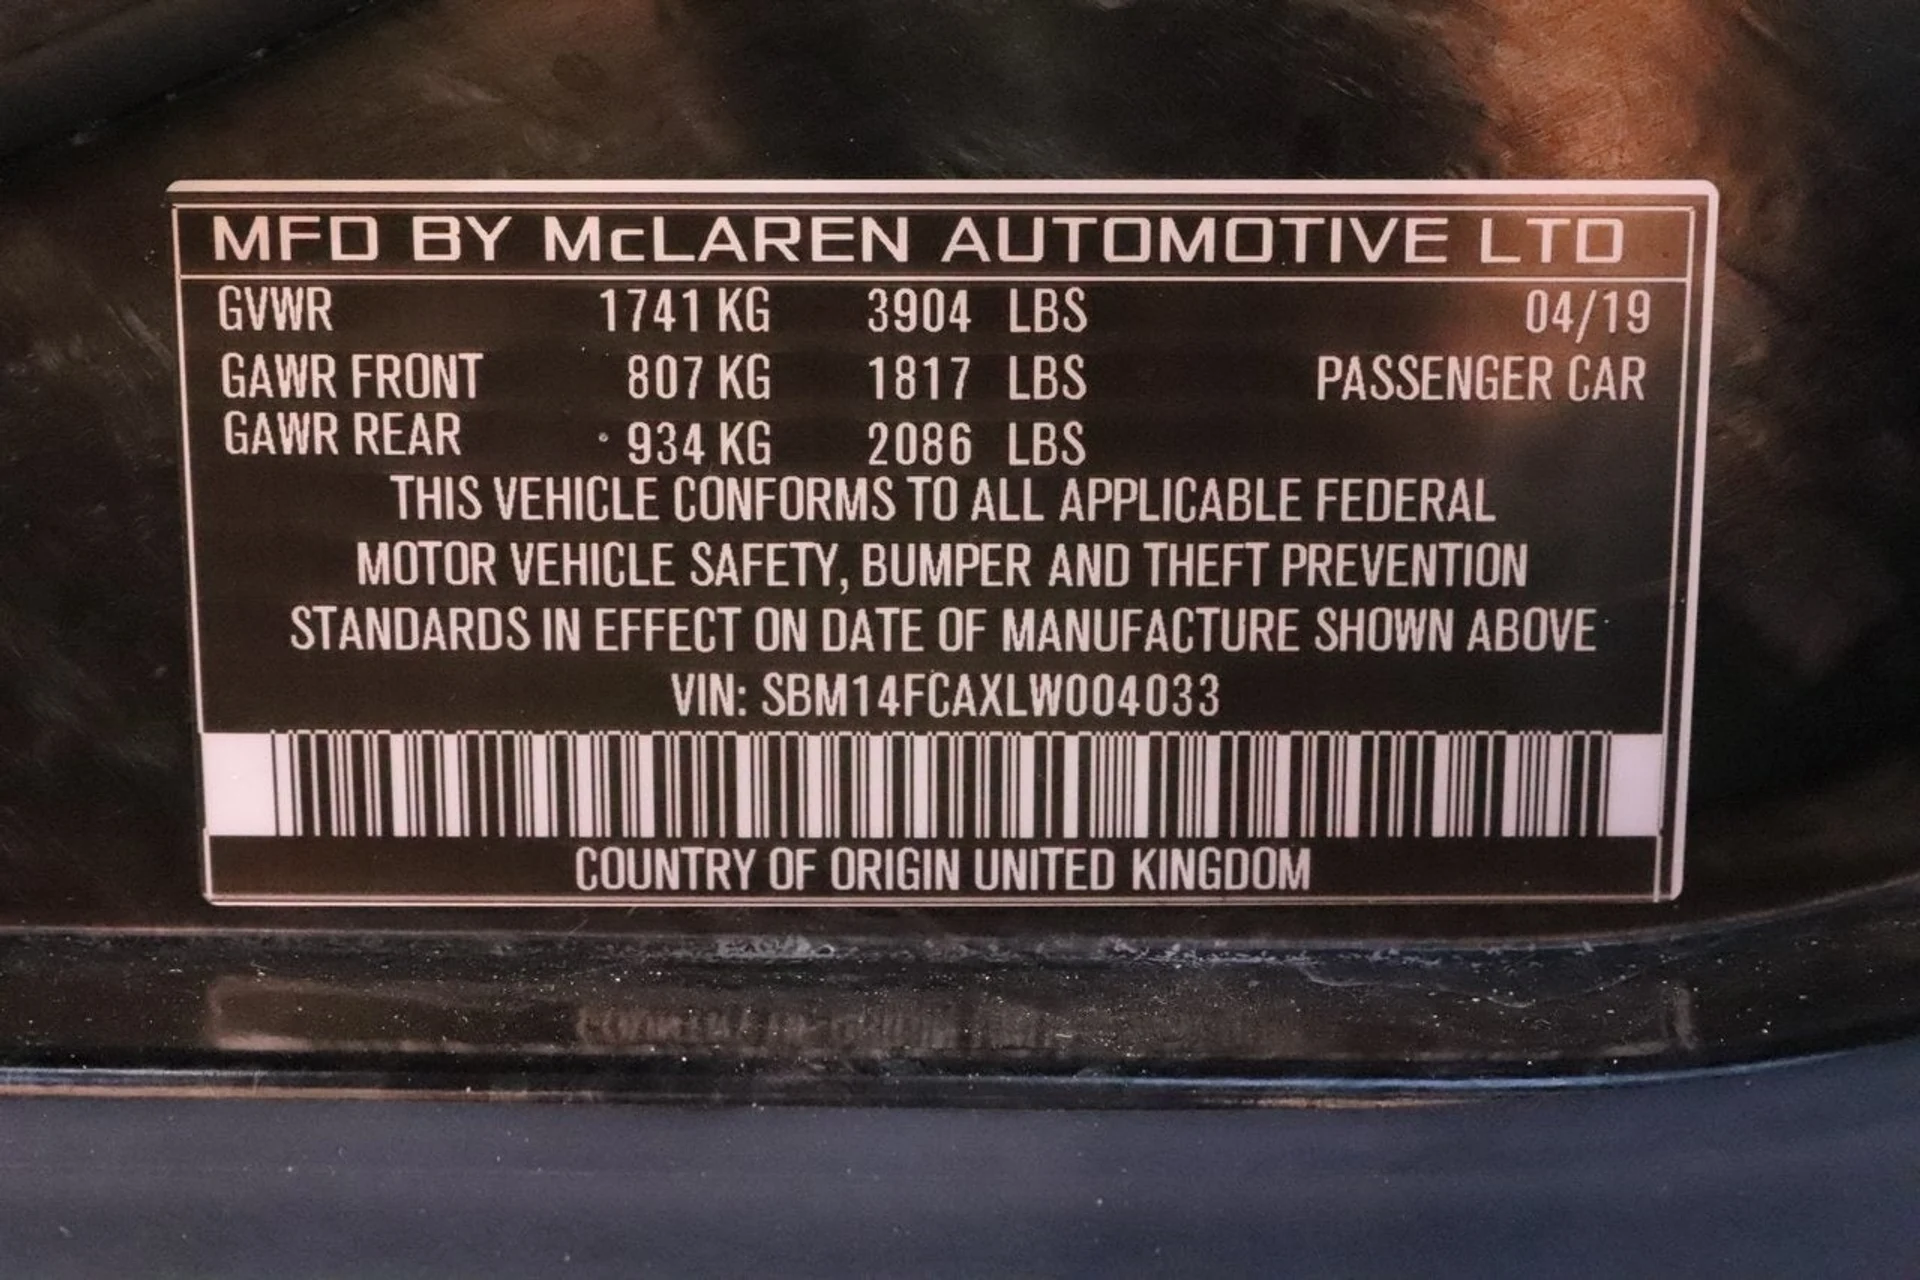 MFD BY McLAREN AUTOMOTIVE LTD
GVWR 1741 KG 3904 LBS 04/19
GAWR FRONT 807 KG 1817 LBS PASSENGER CAR
GAWR REAR 934 KG 2086 LBS
THIS VEHICLE CONFORMS TO ALL APPLICABLE FEDERAL
MOTOR VEHICLE SAFETY, BUMPER AND THEFT PREVENTION
STANDARDS IN EFFECT ON DATE OF MANUFACTURE SHOWN ABOVE
VIN: SBM14FCAXLW004033
COUNTRY OF ORIGIN UNITED KINGDOM